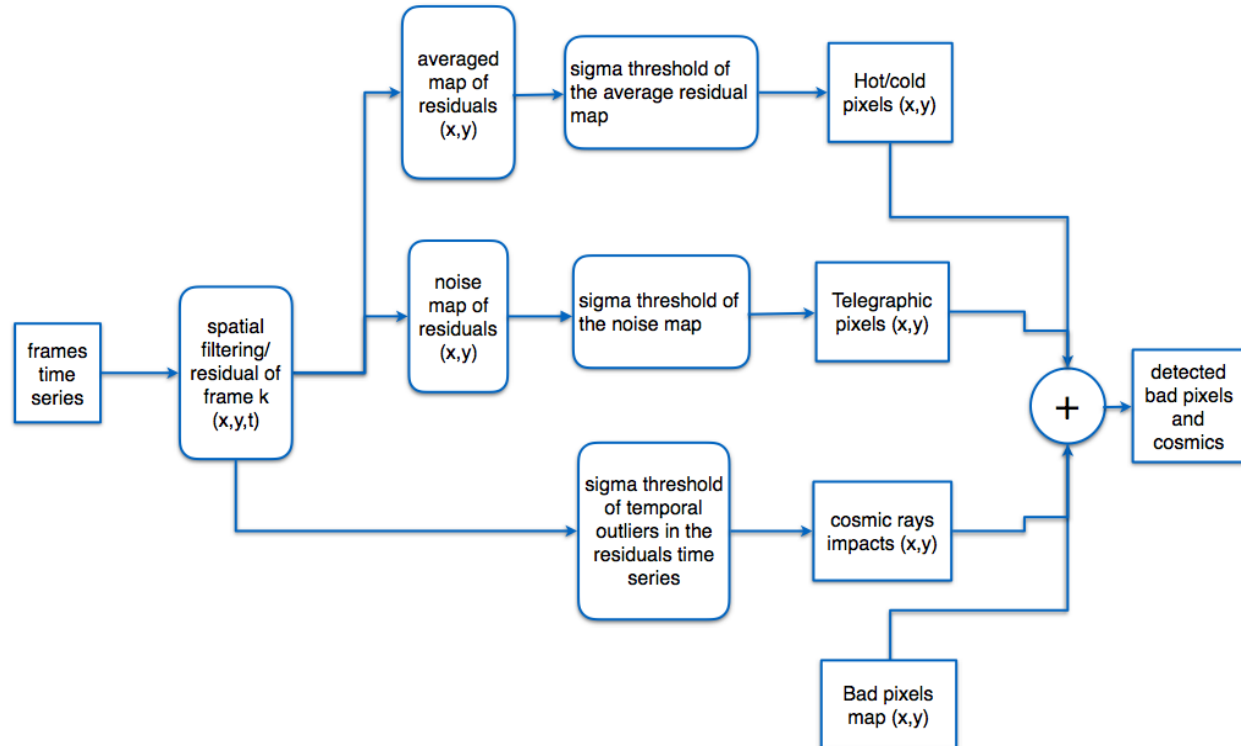 averaged
map of
residuals
(x,y)
sigma threshold of
the average residual
map
Hot/cold
pixels (x,y)
frames
time
series
spatial
filtering/
residual of
frame k
(x,y,t)
noise
map of
residuals
(x,y)
sigma threshold of
the noise map
Telegraphic
pixels (x,y)
+
detected
bad pixels
and
cosmics
sigma threshold
of temporal
outliers in the
residuals time
series
cosmic rays
impacts (x,y)
Bad pixels
map (x,y)